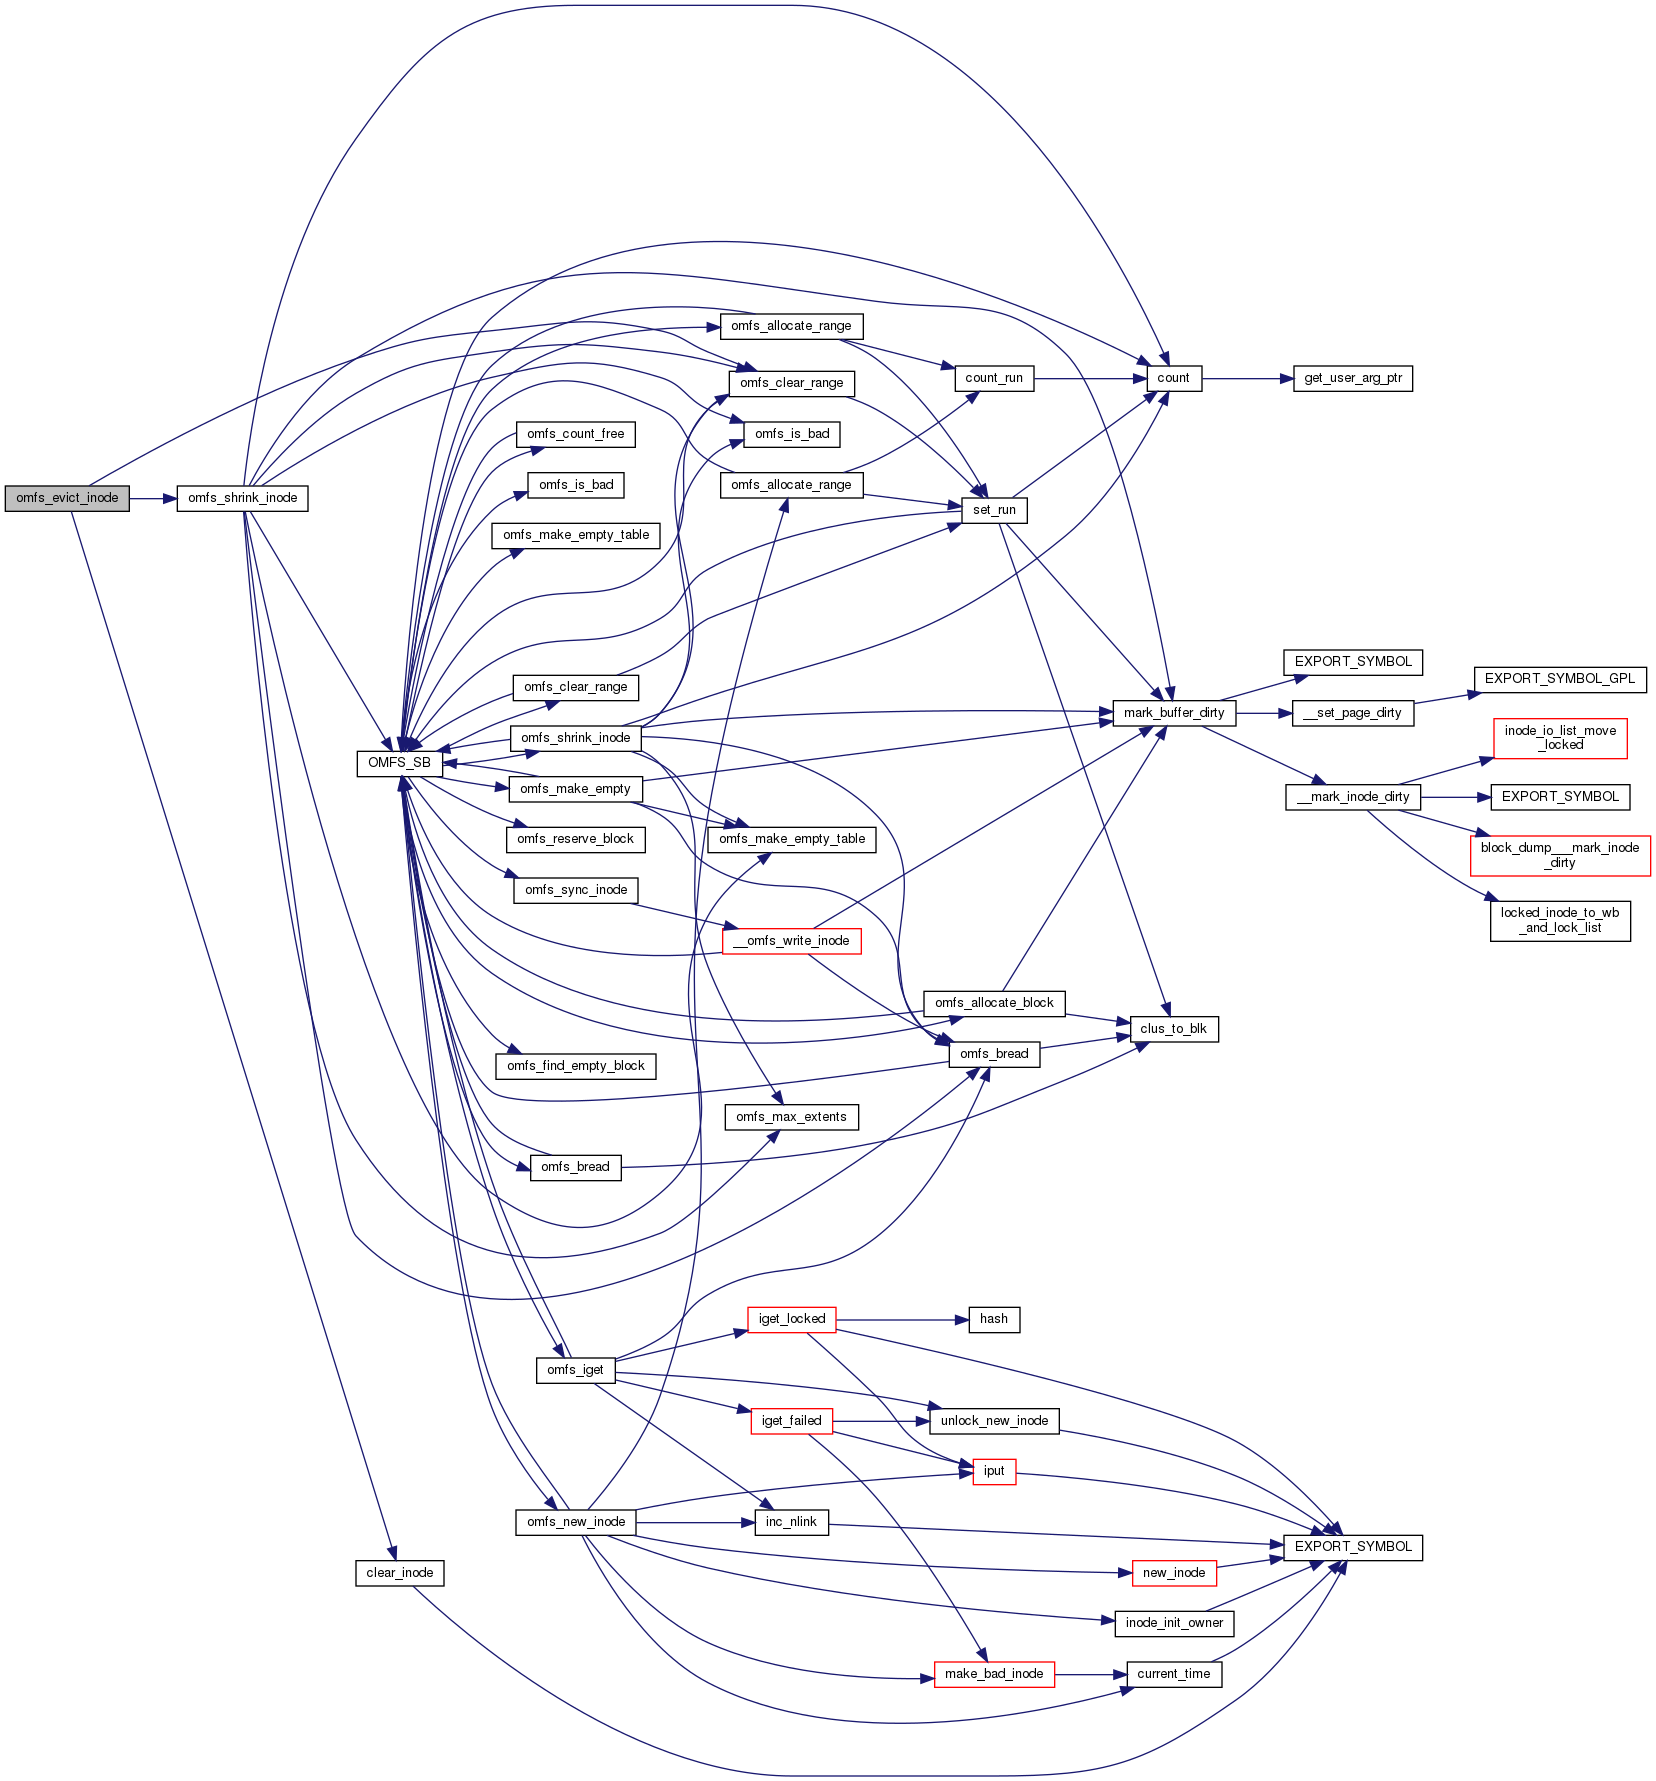 omfs_allocate_range
count_run
count
get_user_arg_ptr
omfs_clear_range
omfs_count_free
omfs_is_bad
omfs_is_bad
omfs_allocate_range
omfs_evict_inode
omfs_shrink_inode
set_run
omfs_make_empty_table
EXPORT_SYMBOL
EXPORT_SYMBOL_GPL
omfs_clear_range
mark_buffer_dirty
__set_page_dirty
omfs_shrink_inode
inode_io_list_move
_locked
OMFS_SB
omfs_make_empty
__mark_inode_dirty
EXPORT_SYMBOL
omfs_reserve_block
omfs_make_empty_table
block_dump___mark_inode
_dirty
omfs_sync_inode
locked_inode_to_wb
_and_lock_list
__omfs_write_inode
omfs_allocate_block
clus_to_blk
omfs_bread
omfs_find_empty_block
omfs_max_extents
omfs_bread
iget_locked
hash
omfs_iget
iget_failed
unlock_new_inode
iput
omfs_new_inode
inc_nlink
EXPORT_SYMBOL
clear_inode
new_inode
inode_init_owner
make_bad_inode
current_time